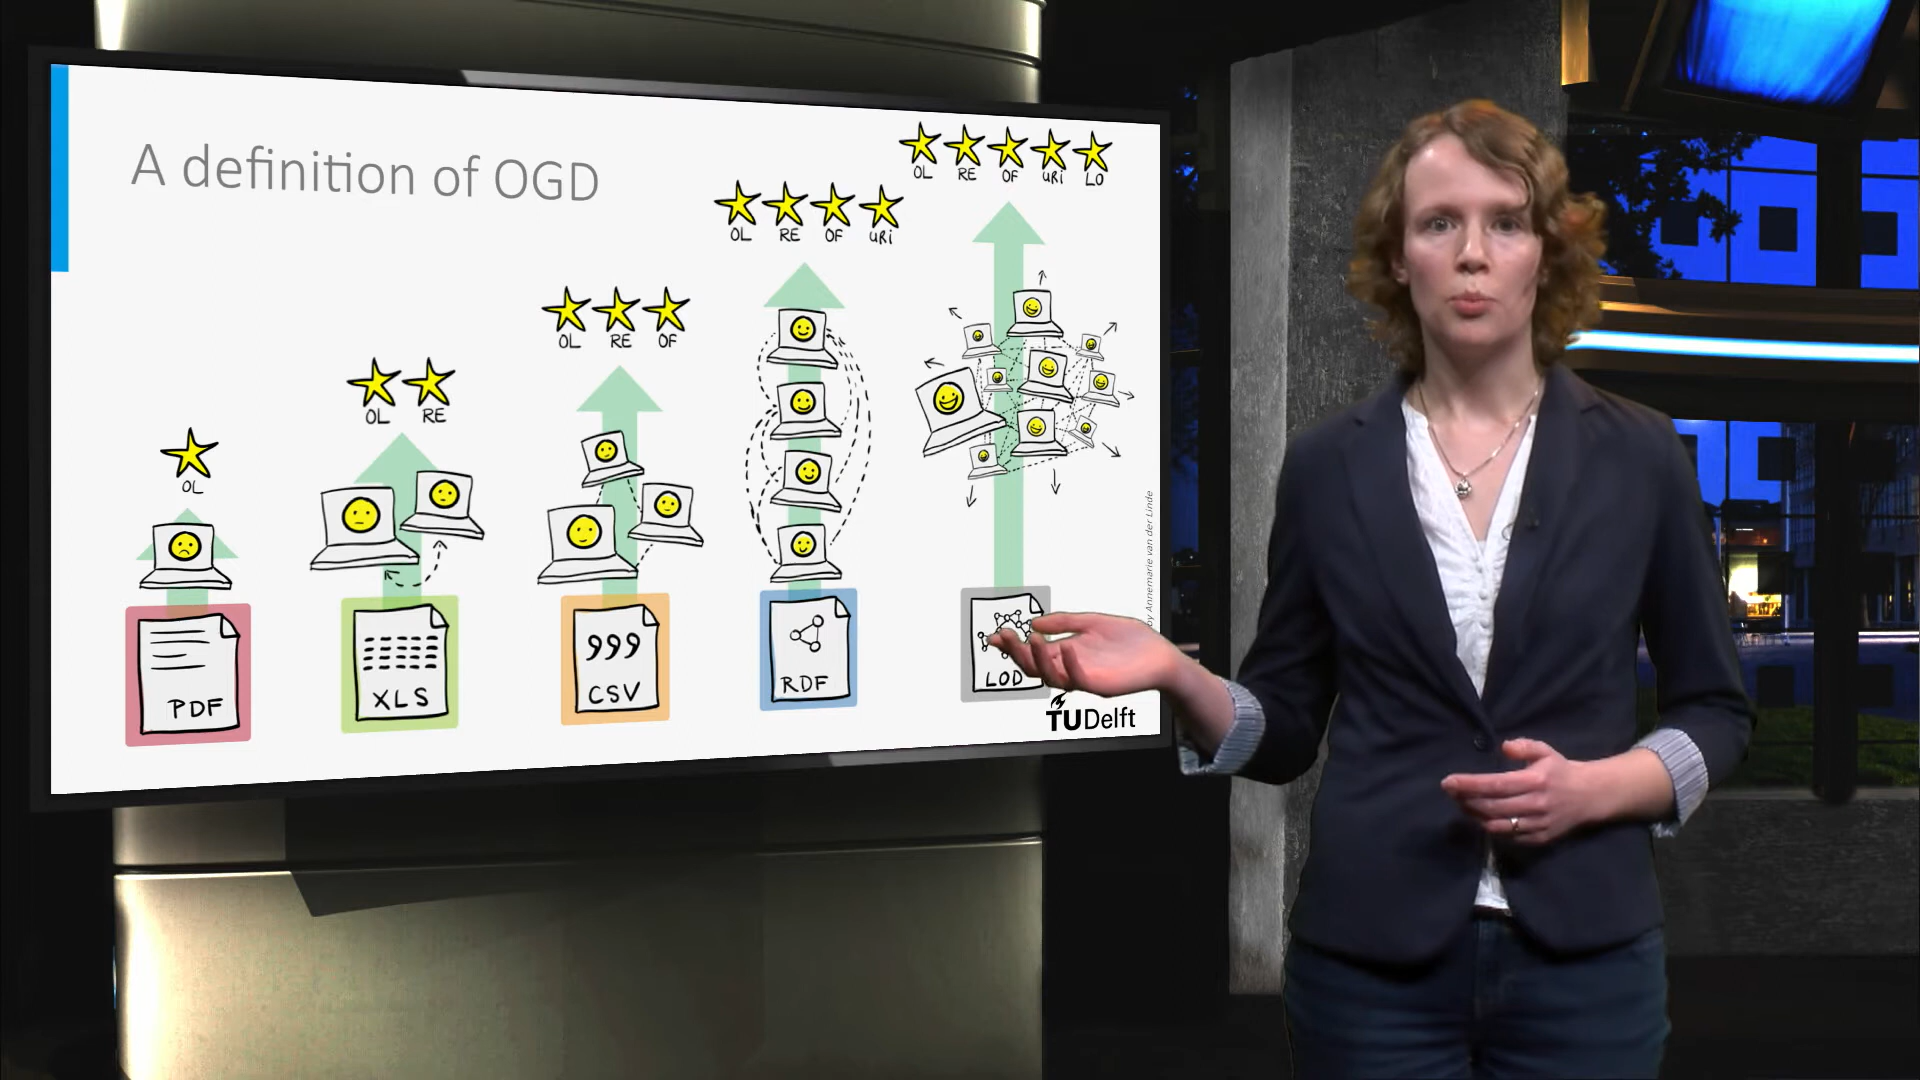 A definition of OGD
OL
OL RE
OL RE OF
OL RE OF URi
OL RE OF URi LO
PDF
XLS
,,, CSV
RDF
LOD
by Annemarie van der Linde
TUDelft